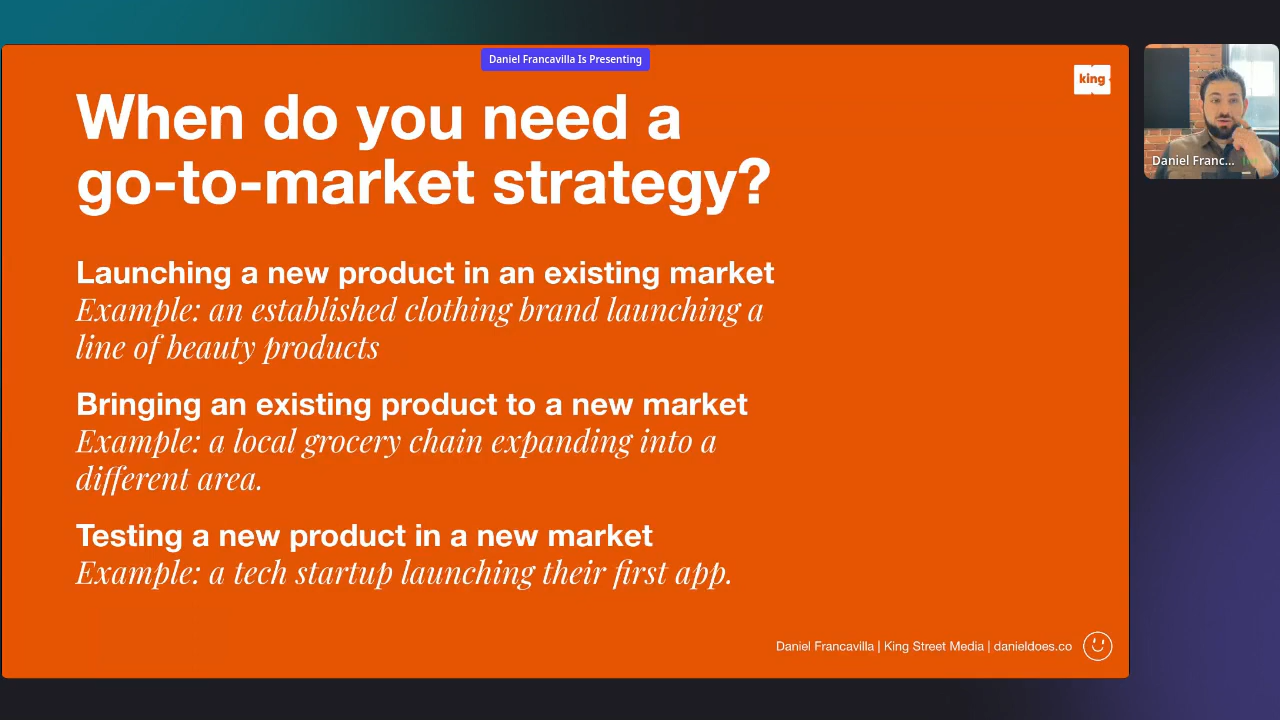 Daniel Francavilla Is Presenting
king
When do you need a
go-to-market strategy?
Launching a new product in an existing market
Example: an established clothing brand launching a
line of beauty products
Bringing an existing product to a new market
Example: a local grocery chain expanding into a
different area.
Testing a new product in a new market
Example: a tech startup launching their first app.
Daniel Francavilla | King Street Media | danieldoes.co
Daniel Franc...